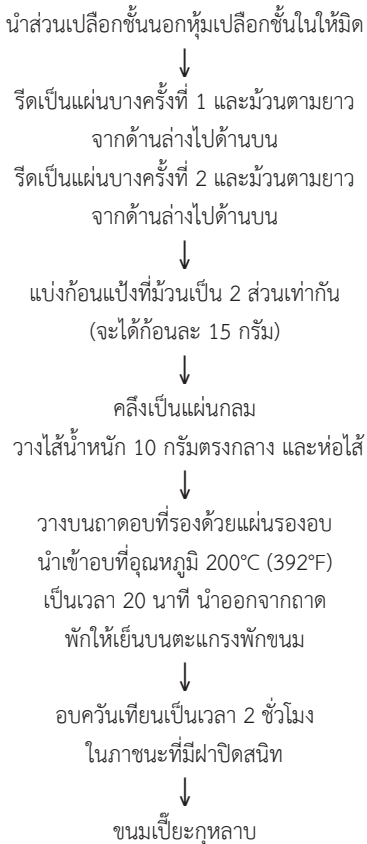 นำส่วนเปลือกชั้นนอกหุ้มเปลือกชั้นในให้มิด
↓
รีดเป็นแผ่นบางครั้งที่ 1 และม้วนตามยาว
จากด้านล่างไปด้านบน
รีดเป็นแผ่นบางครั้งที่ 2 และม้วนตามยาว
จากด้านล่างไปด้านบน
↓
แบ่งก้อนแป้งที่ม้วนเป็น 2 ส่วนเท่ากัน
(จะได้ก้อนละ 15 กรัม)
↓
คลึงเป็นแผ่นกลม
วางไส้น้ำหนัก 10 กรัมตรงกลาง และห่อไส้
↓
วางบนถาดอบที่รองด้วยแผ่นรองอบ
นำเข้าอบที่อุณหภูมิ 200°C (392°F)
เป็นเวลา 20 นาที นำออกจากถาด
พักให้เย็นบนตะแกรงพักขนม
↓
อบควันเทียนเป็นเวลา 2 ชั่วโมง
ในภาชนะที่มีฝาปิดสนิท
↓
ขนมเปี๊ยะกุหลาบ